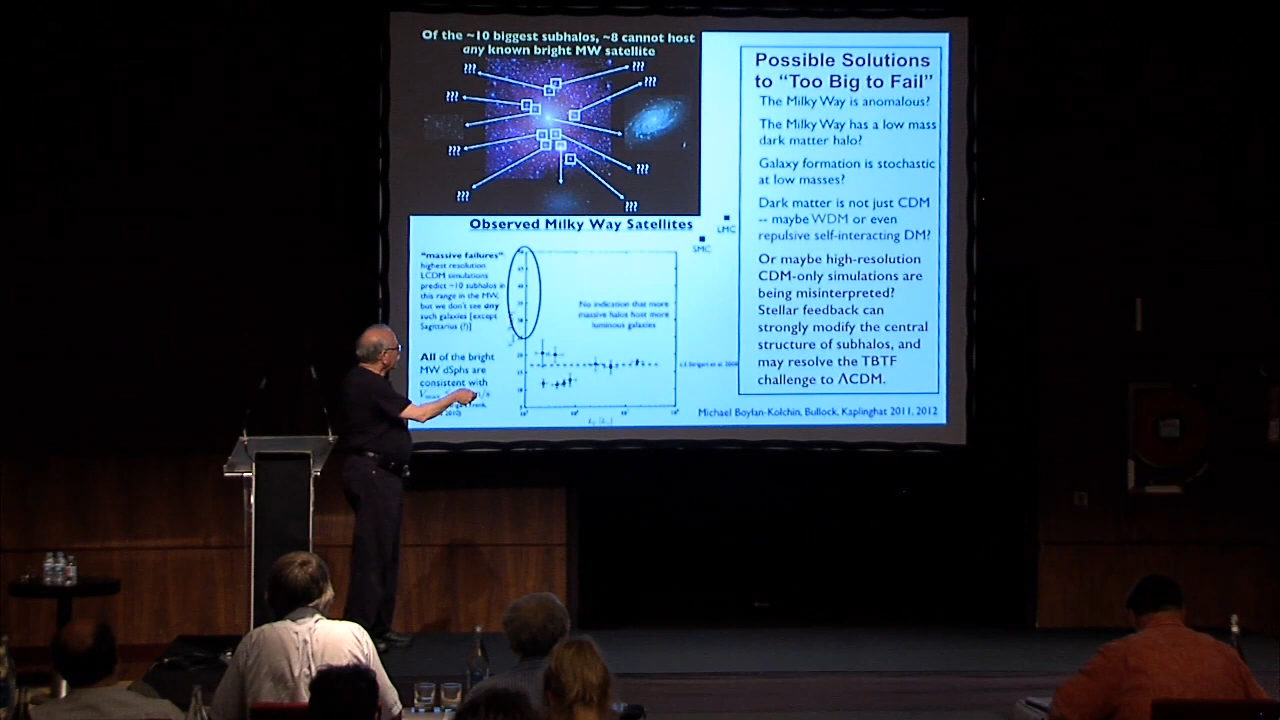 Of the ~10 biggest subhalos, ~8 cannot host
any known bright MW satellite
???
???
???
???
???
???
???
???
Observed Milky Way Satellites
LMC
SMC
"massive failures"
highest resolution
LCDM simulations
predict ~10 subhalos in
this range in the MW,
but we don't see any
such galaxies [except
Sagittarius (?)]
All of the bright
MW dSphs are
consistent with
No indication that more
massive halos host more
luminous galaxies
Michael Boylan-Kolchin, Bullock, Kaplinghat 2011, 2012
Possible Solutions
to "Too Big to Fail"
The Milky Way is anomalous?
The Milky Way has a low mass
dark matter halo?
Galaxy formation is stochastic
at low masses?
Dark matter is not just CDM
-- maybe WDM or even
repulsive self-interacting DM?
Or maybe high-resolution
CDM-only simulations are
being misinterpreted?
Stellar feedback can
strongly modify the central
structure of subhalos, and
may resolve the TBTF
challenge to ΛCDM.